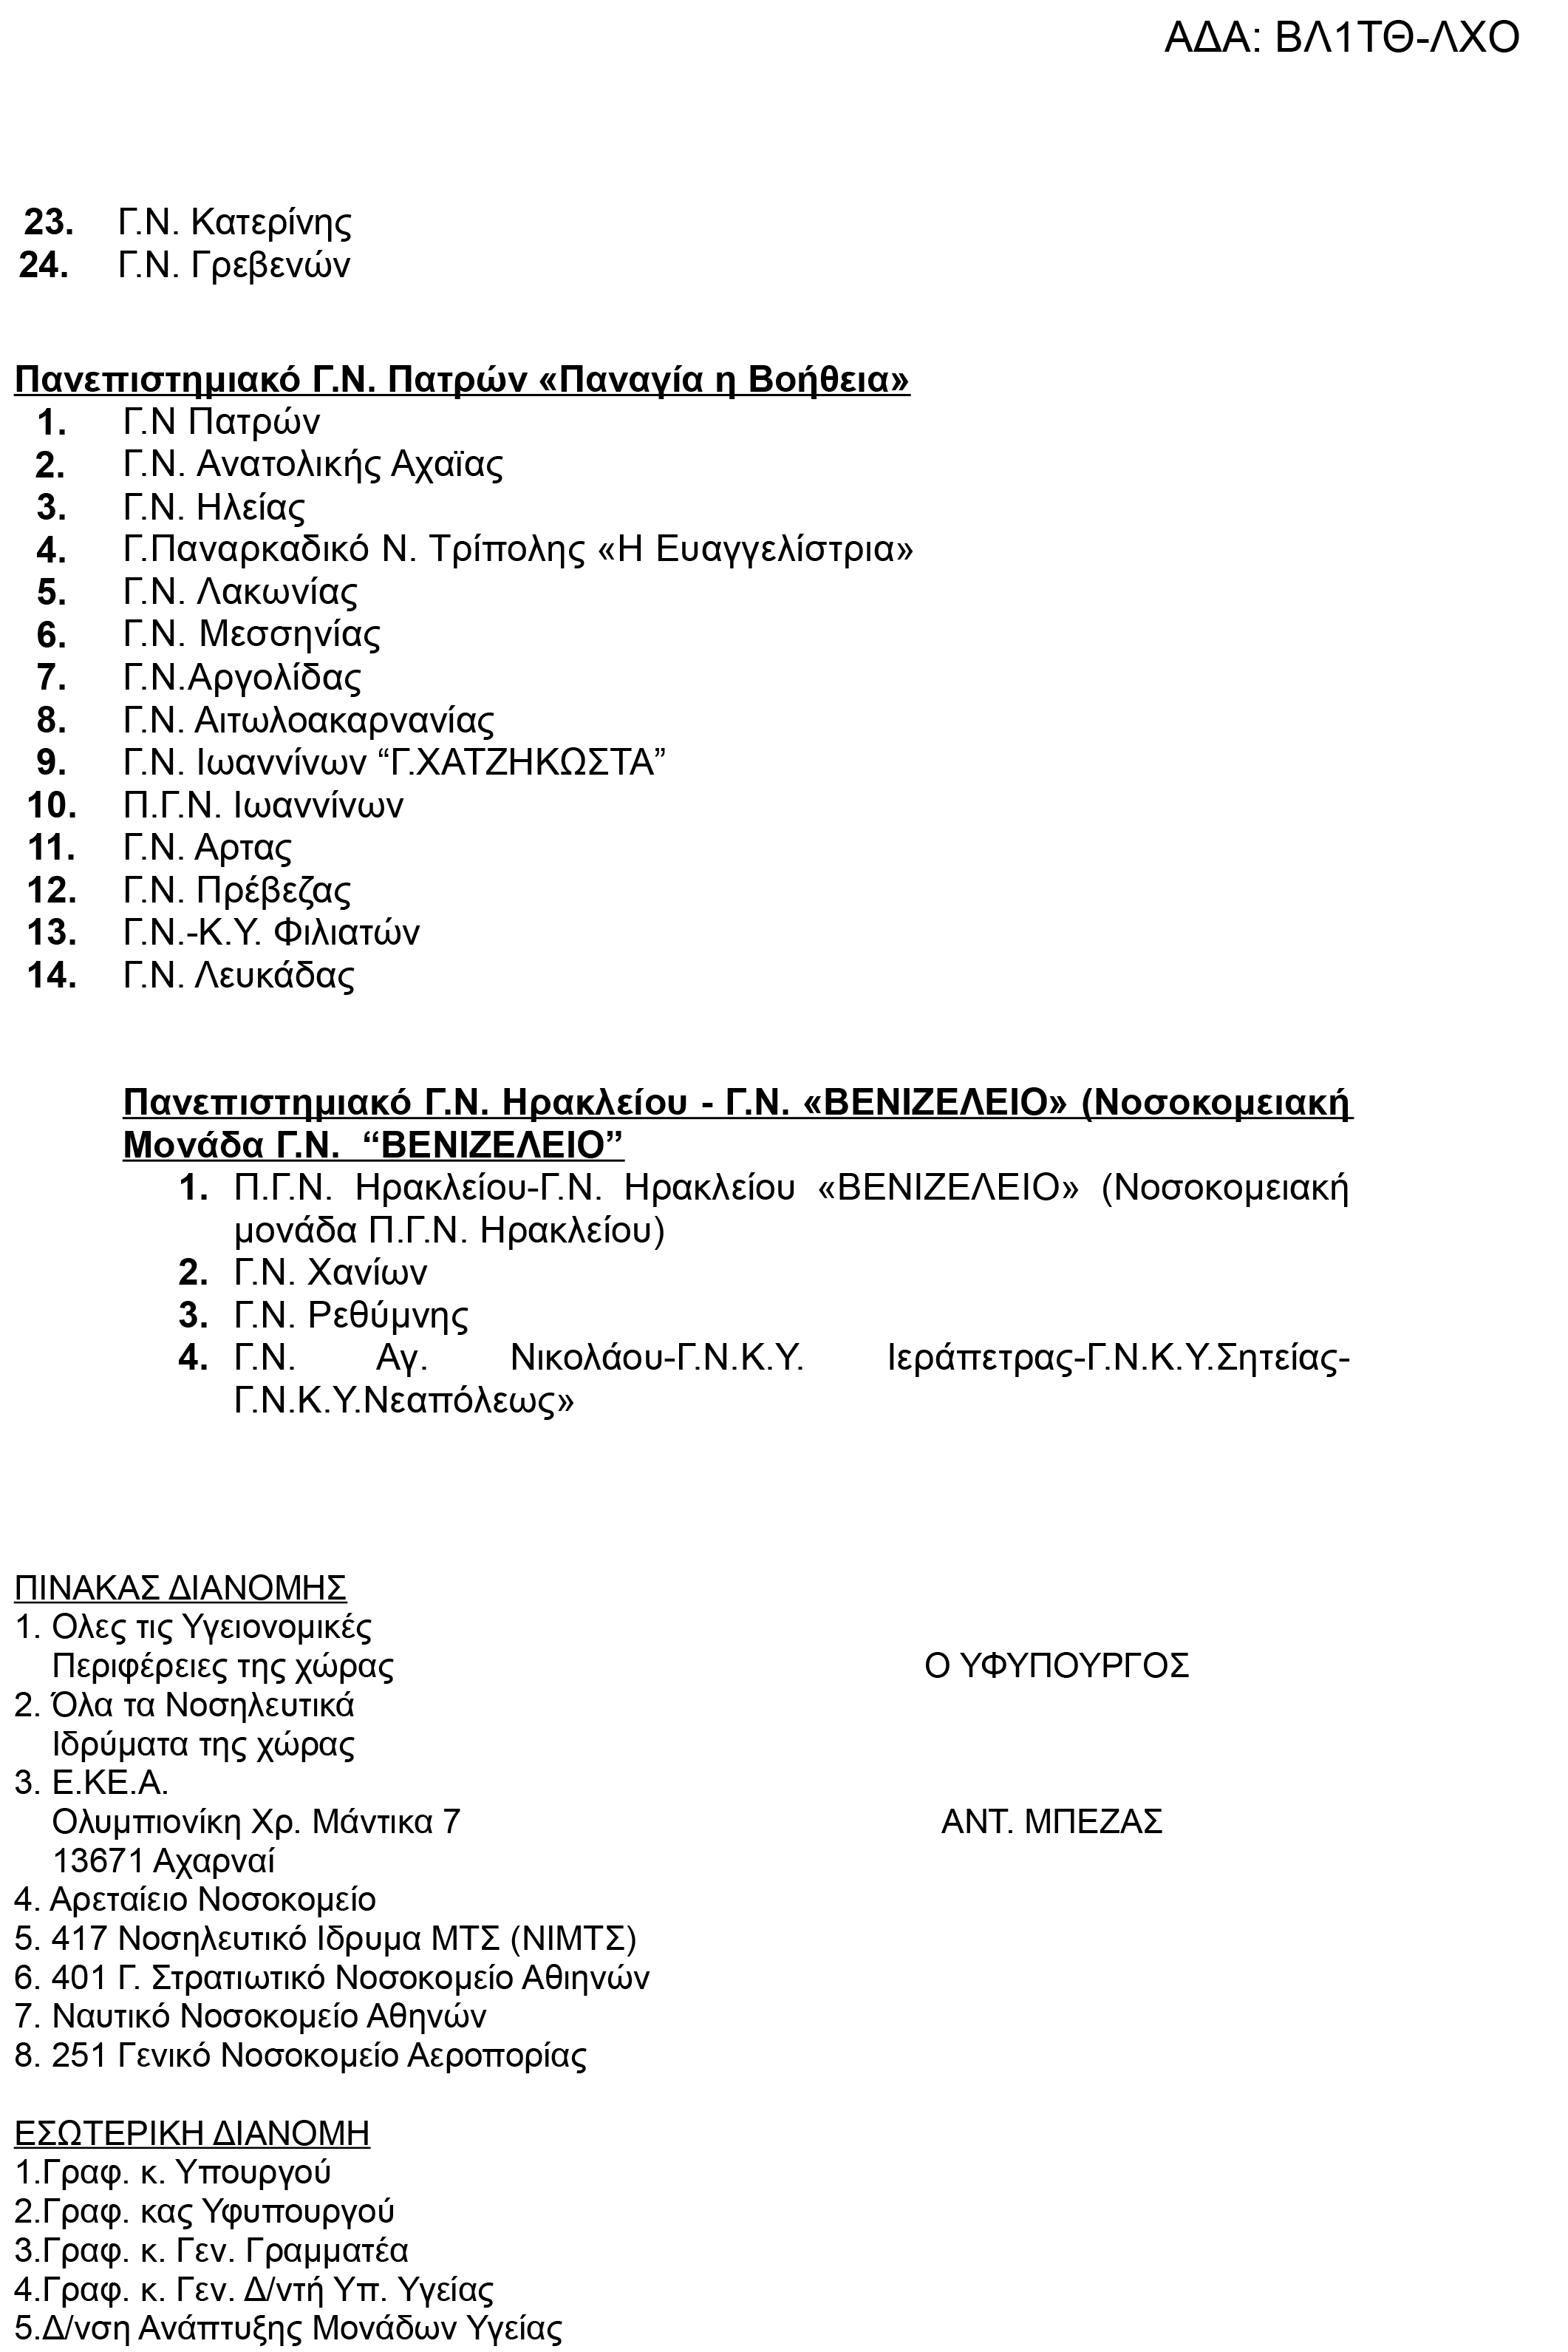 ΑΔΑ: ΒΛ1ΤΘ-ΛΧΟ
23. Γ.Ν. Κατερίνης
24. Γ.Ν. Γρεβενών
Πανεπιστημιακό Γ.Ν. Πατρών «Παναγία η Βοήθεια»
1. Γ.Ν Πατρών
2. Γ.Ν. Ανατολικής Αχαϊας
3. Γ.Ν. Ηλείας
4. Γ.Παναρκαδικό Ν. Τρίπολης «Η Ευαγγελίστρια»
5. Γ.Ν. Λακωνίας
6. Γ.Ν. Μεσσηνίας
7. Γ.Ν.Αργολίδας
8. Γ.Ν. Αιτωλοακαρνανίας
9. Γ.Ν. Ιωαννίνων “Γ.ΧΑΤΖΗΚΩΣΤΑ”
10. Π.Γ.Ν. Ιωαννίνων
11. Γ.Ν. Αρτας
12. Γ.Ν. Πρέβεζας
13. Γ.Ν.-Κ.Υ. Φιλιατών
14. Γ.Ν. Λευκάδας
Πανεπιστημιακό Γ.Ν. Ηρακλείου - Γ.Ν. «ΒΕΝΙΖΕΛΕΙΟ» (Νοσοκομειακή
Μονάδα Γ.Ν. “ΒΕΝΙΖΕΛΕΙΟ”
1. Π.Γ.Ν. Ηρακλείου-Γ.Ν. Ηρακλείου «ΒΕΝΙΖΕΛΕΙΟ» (Νοσοκομειακή
μονάδα Π.Γ.Ν. Ηρακλείου)
2. Γ.Ν. Χανίων
3. Γ.Ν. Ρεθύμνης
4. Γ.Ν. Αγ. Νικολάου-Γ.Ν.Κ.Υ. Ιεράπετρας-Γ.Ν.Κ.Υ.Σητείας-
Γ.Ν.Κ.Υ.Νεαπόλεως»
ΠΙΝΑΚΑΣ ΔΙΑΝΟΜΗΣ
1. Ολες τις Υγειονομικές
Περιφέρειες της χώρας
Ο ΥΦΥΠΟΥΡΓΟΣ
2. Όλα τα Νοσηλευτικά
Ιδρύματα της χώρας
3. Ε.ΚΕ.Α.
Ολυμπιονίκη Χρ. Μάντικα 7
ΑΝΤ. ΜΠΕΖΑΣ
13671 Αχαρναί
4. Αρεταίειο Νοσοκομείο
5. 417 Νοσηλευτικό Ιδρυμα ΜΤΣ (ΝΙΜΤΣ)
6. 401 Γ. Στρατιωτικό Νοσοκομείο Αθιηνών
7. Ναυτικό Νοσοκομείο Αθηνών
8. 251 Γενικό Νοσοκομείο Αεροπορίας
ΕΣΩΤΕΡΙΚΗ ΔΙΑΝΟΜΗ
1.Γραφ. κ. Υπουργού
2.Γραφ. κας Υφυπουργού
3.Γραφ. κ. Γεν. Γραμματέα
4.Γραφ. κ. Γεν. Δ/ντή Υπ. Υγείας
5.Δ/νση Ανάπτυξης Μονάδων Υγείας